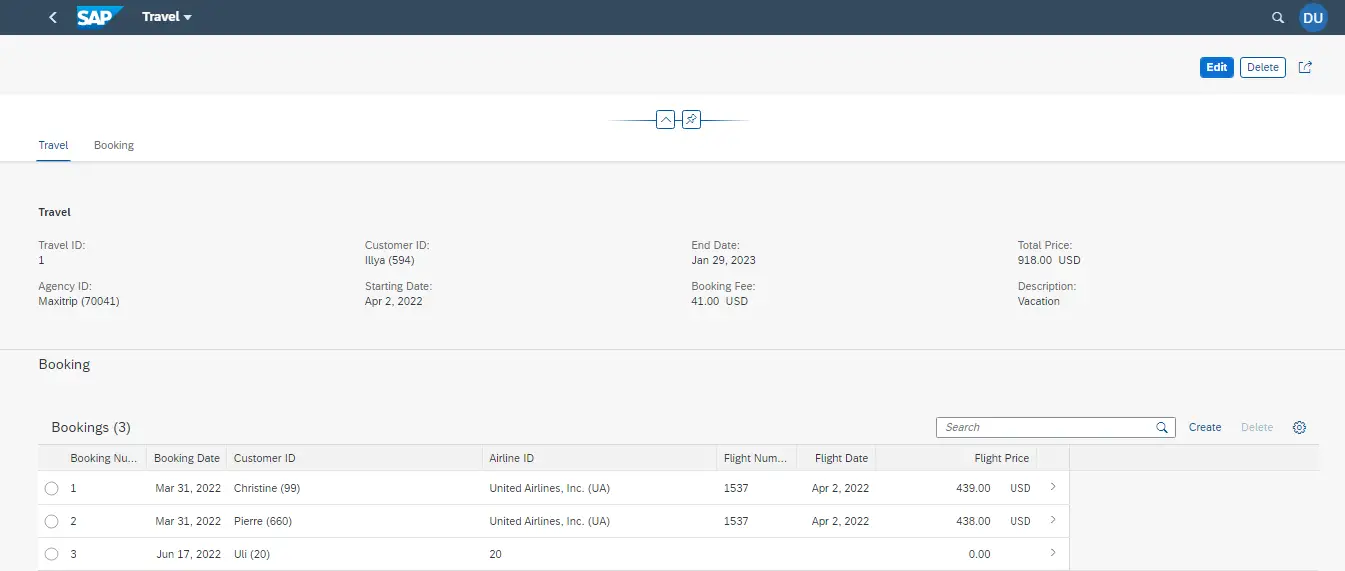 SAP Travel DU
Edit Delete
Travel Booking
Travel
Travel ID: Customer ID: End Date: Total Price:
1 Illya (594) Jan 29, 2023 918.00 USD
Agency ID: Starting Date: Booking Fee: Description:
Maxitrip (70041) Apr 2, 2022 41.00 USD Vacation
Booking
Bookings (3) Search Create Delete
Booking Nu... Booking Date Customer ID Airline ID Flight Num... Flight Date Flight Price
1 Mar 31, 2022 Christine (99) United Airlines, Inc. (UA) 1537 Apr 2, 2022 439.00 USD
2 Mar 31, 2022 Pierre (660) United Airlines, Inc. (UA) 1537 Apr 2, 2022 438.00 USD
3 Jun 17, 2022 Uli (20) 20 0.00